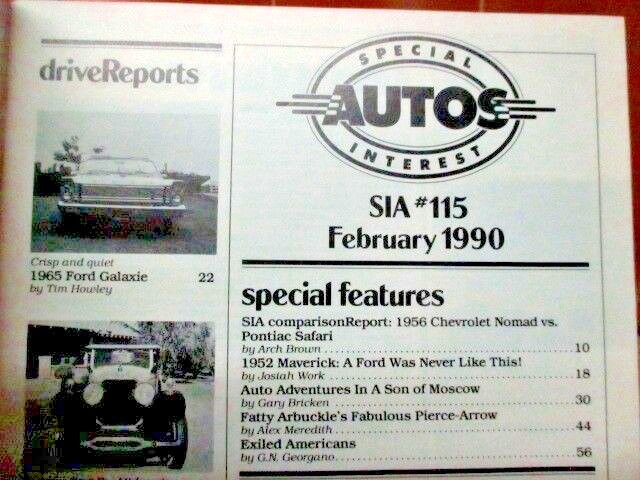 driveReports
Crisp and quiet
1965 Ford Galaxie 22
by Tim Howley
SPECIAL
AUTOS
INTEREST
SIA #115
February 1990
special features
SIA comparisonReport: 1956 Chevrolet Nomad vs.
Pontiac Safari
by Arch Brown 10
1952 Maverick: A Ford Was Never Like This!
by Josiah Work 18
Auto Adventures In A Son of Moscow
by Gary Bricken 30
Fatty Arbuckle's Fabulous Pierce-Arrow
by Alex Meredith 44
Exiled Americans
by G.N. Georgano 56